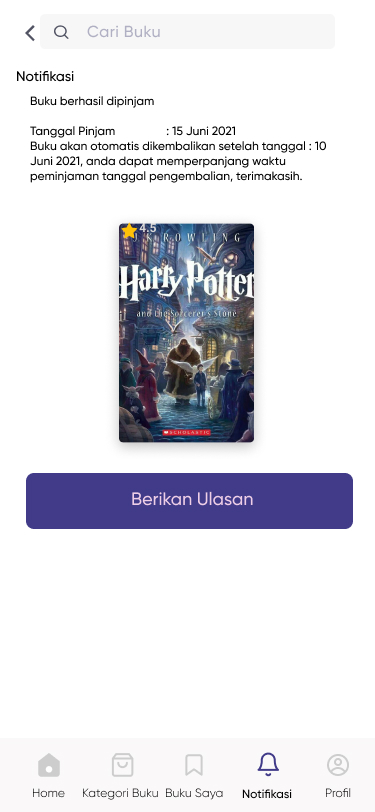 Cari Buku
Notifikasi
Buku berhasil dipinjam
Tanggal Pinjam : 15 Juni 2021
Buku akan otomatis dikembalikan setelah tanggal : 10
Juni 2021, anda dapat memperpanjang waktu
peminjaman tanggal pengembalian, terimakasih.
4.5
J. K. ROWLING
Harry Potter
and the Sorcerer's Stone
SCHOLASTIC
Berikan Ulasan
Home Kategori Buku Buku Saya Notifikasi Profil